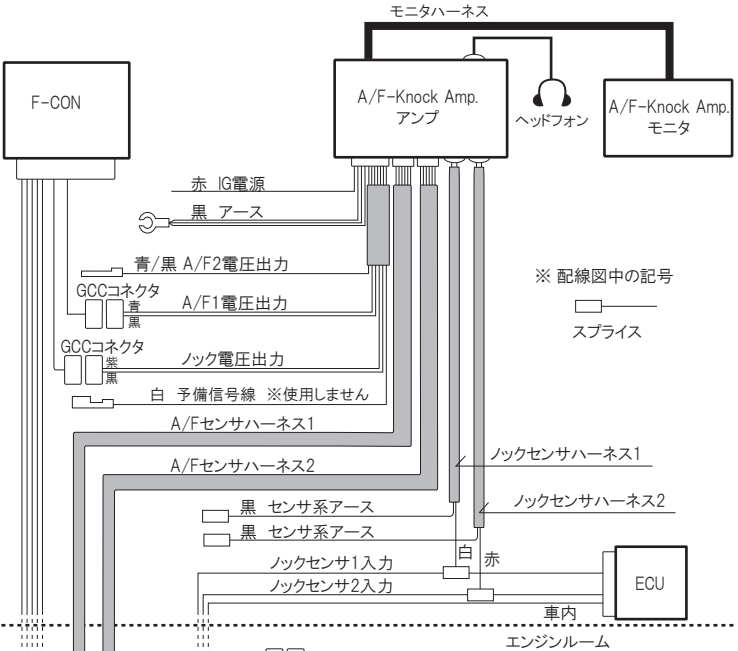 モニタハーネス
F-CON
A/F-Knock Amp.
アンプ
ヘッドフォン
A/F-Knock Amp.
モニタ
赤 IG電源
黒 アース
青/黒 A/F2電圧出力
GCCコネクタ
青
黒
A/F1電圧出力
GCCコネクタ
紫
黒
ノック電圧出力
白 予備信号線 ※使用しません
※ 配線図中の記号
スプライス
A/Fセンサハーネス1
A/Fセンサハーネス2
ノックセンサハーネス1
ノックセンサハーネス2
黒 センサ系アース
黒 センサ系アース
白
赤
ノックセンサ1入力
ノックセンサ2入力
ECU
車内
エンジンルーム